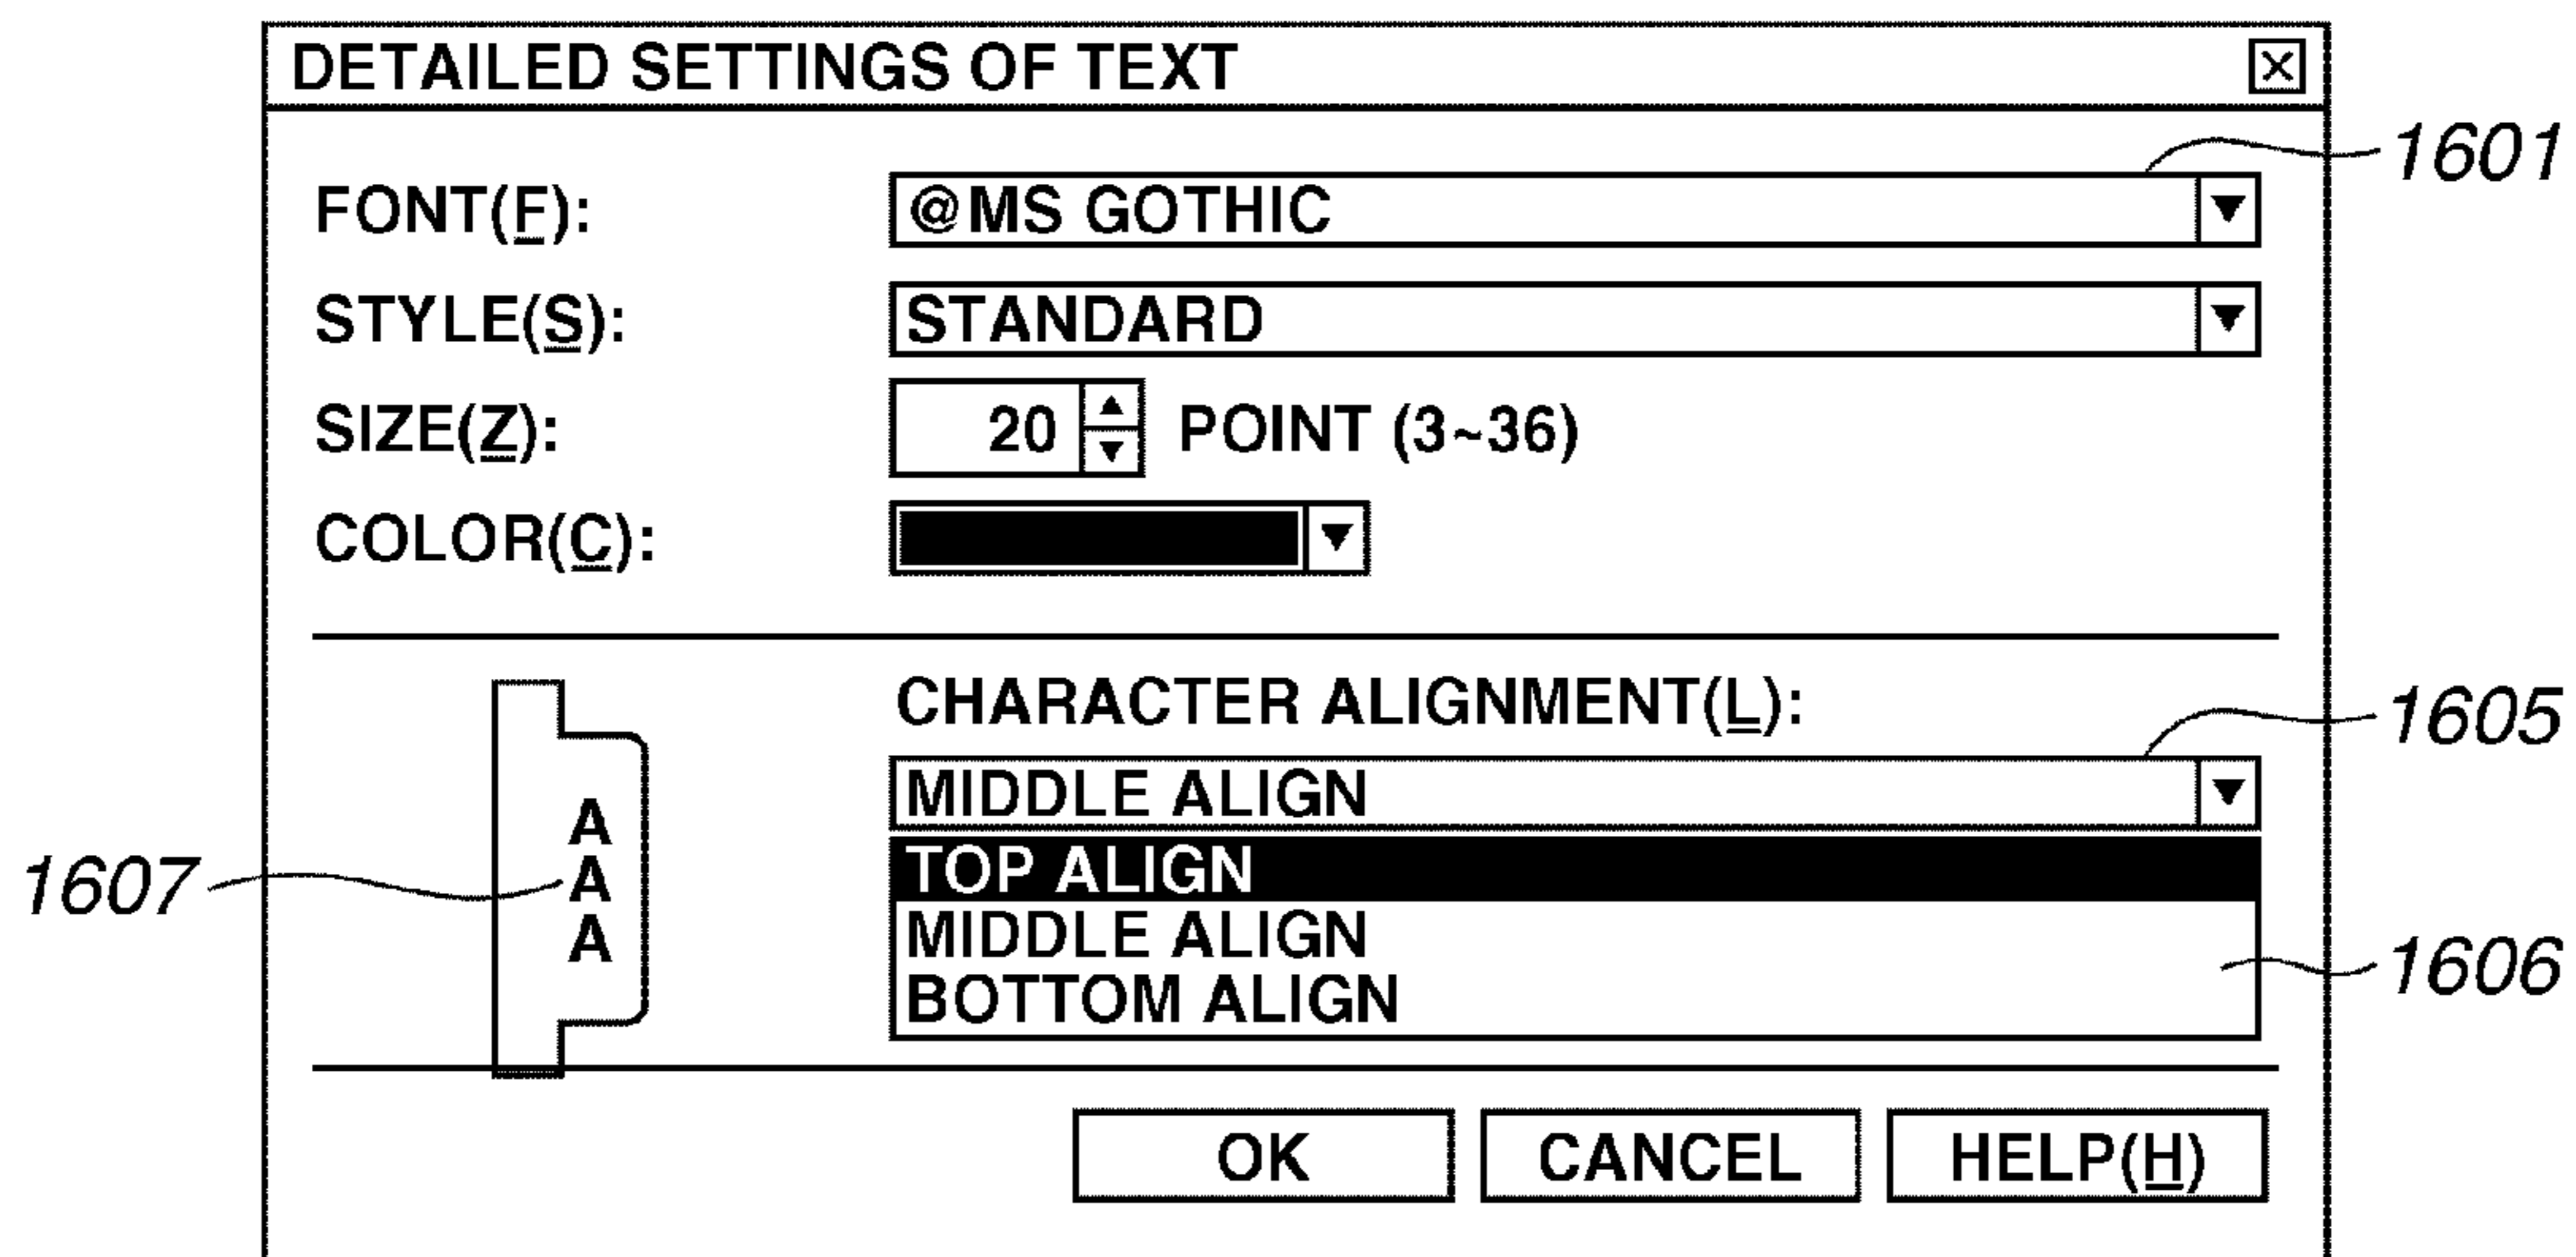 DETAILED SETTINGS OF TEXT
1601
FONT(F): @MS GOTHIC
STYLE(S): STANDARD
SIZE(Z): 20 POINT (3~36)
COLOR(C):
CHARACTER ALIGNMENT(L):
1605
MIDDLE ALIGN
TOP ALIGN
MIDDLE ALIGN
BOTTOM ALIGN
1606
1607
A
A
A
OK CANCEL HELP(H)